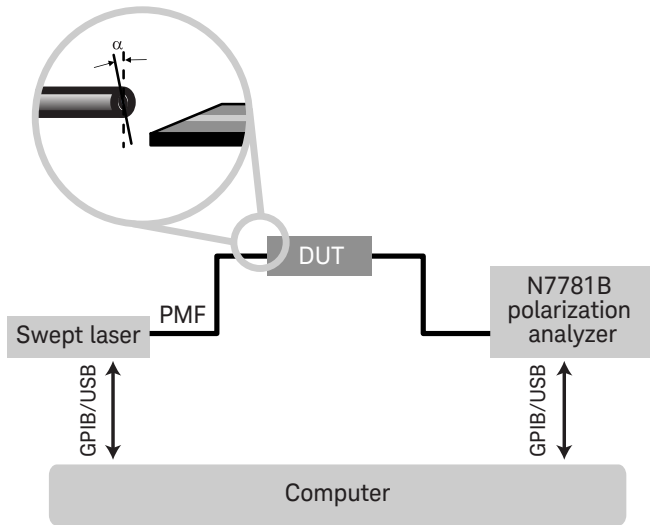 α
DUT
PMF
Swept laser
N7781B
polarization
analyzer
GPIB/USB
GPIB/USB
Computer